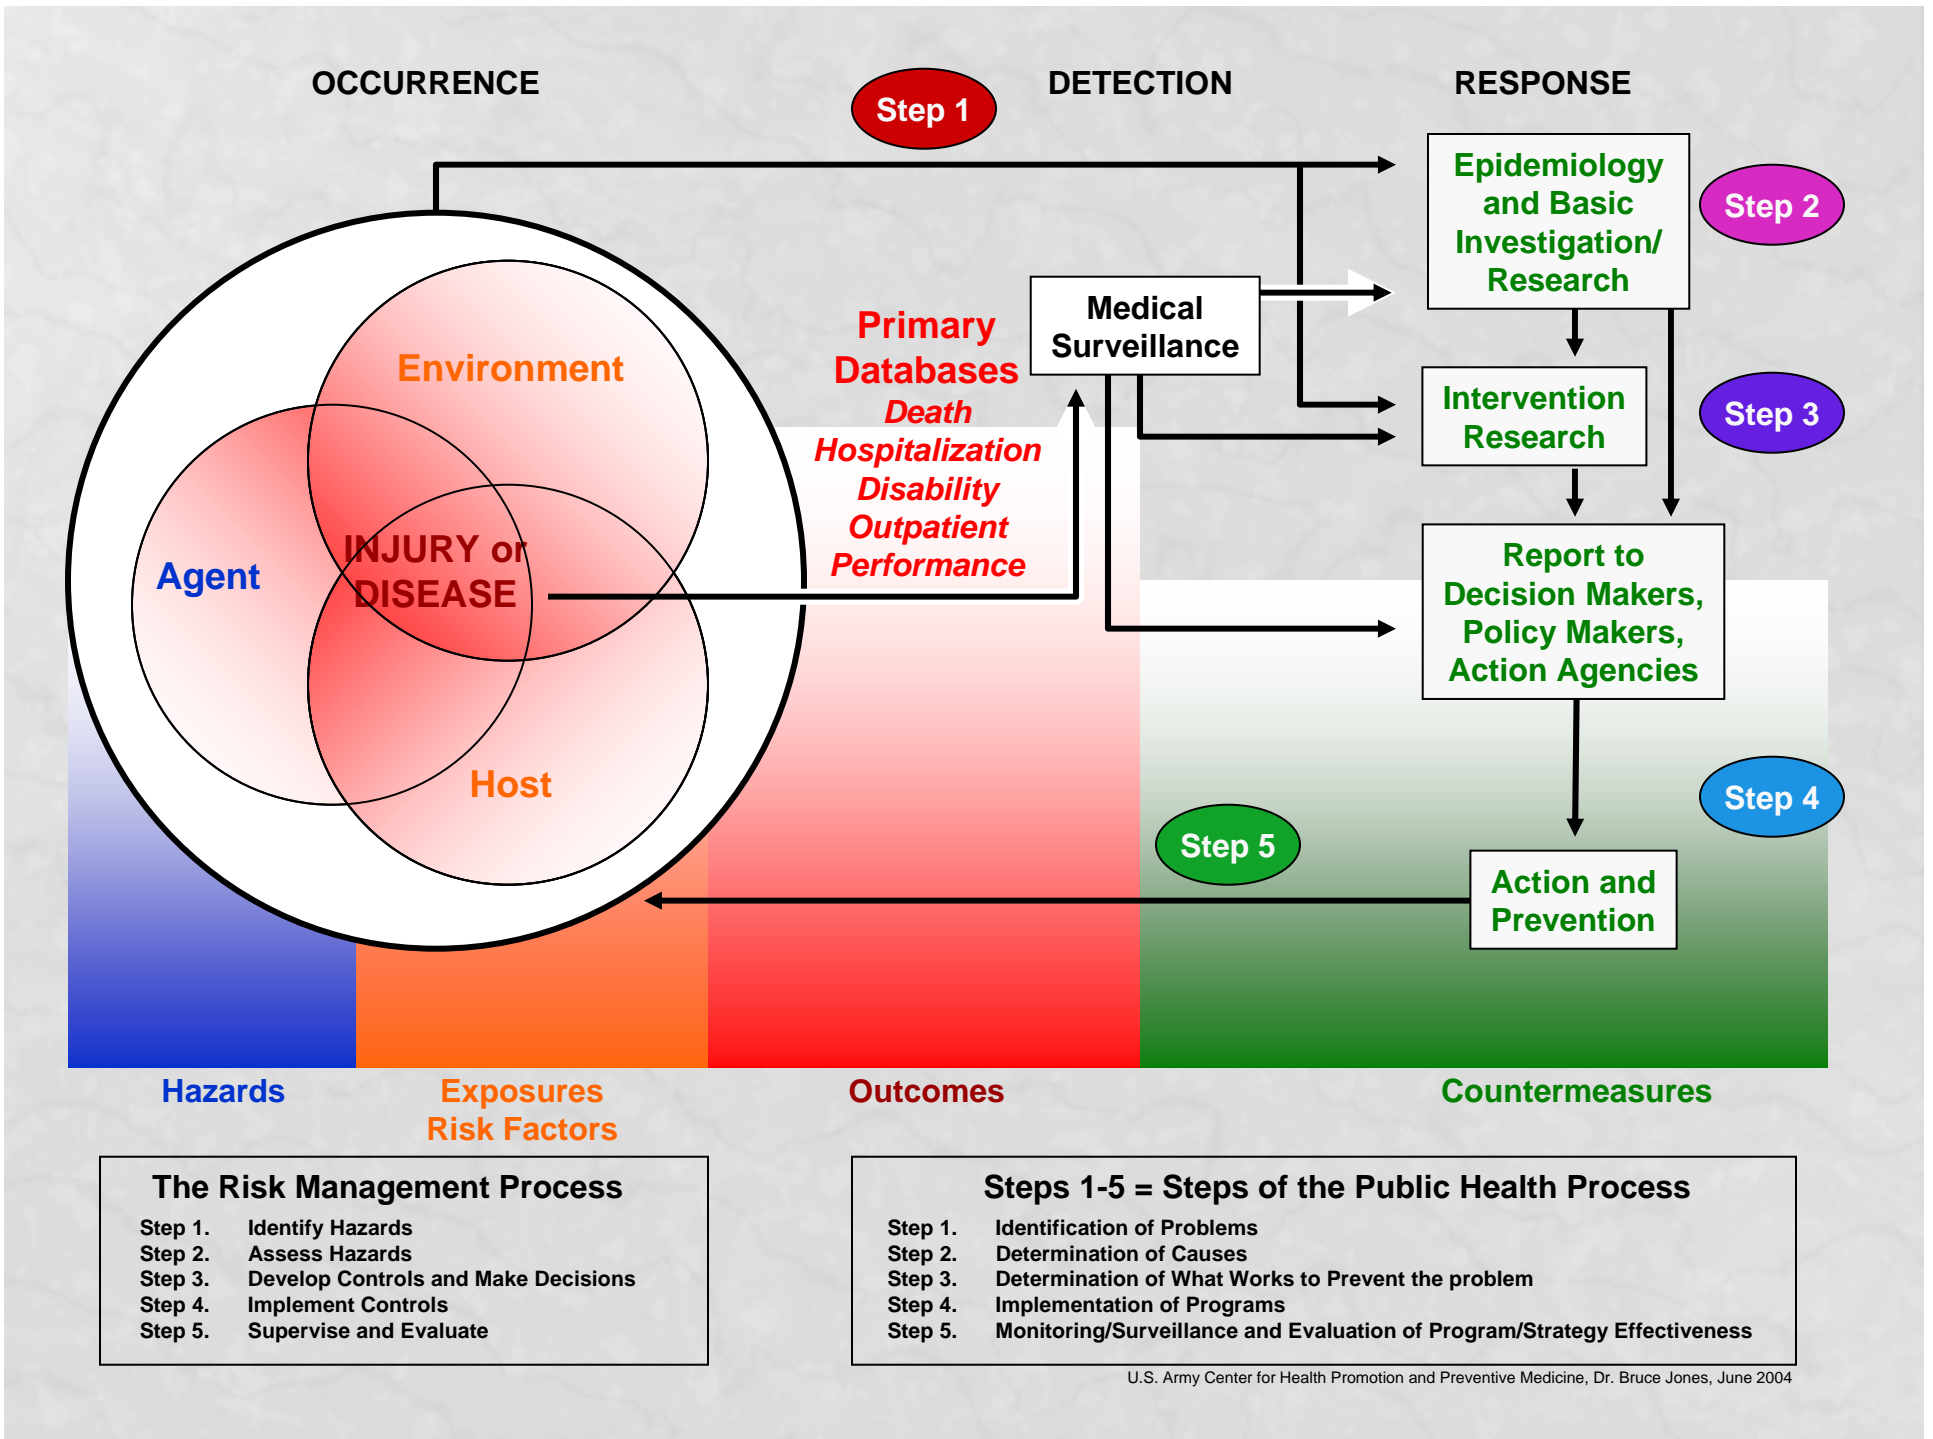 OCCURRENCE
DETECTION
RESPONSE
Step 1
Epidemiology
and Basic
Investigation/
Research
Step 2
Medical
Surveillance
Primary
Databases
Death
Hospitalization
Disability
Outpatient
Performance
Environment
Agent
INJURY or
DISEASE
Host
Intervention
Research
Step 3
Report to
Decision Makers,
Policy Makers,
Action Agencies
Step 4
Step 5
Action and
Prevention
Hazards
Exposures
Risk Factors
Outcomes
Countermeasures
The Risk Management Process
Step 1. Identify Hazards
Step 2. Assess Hazards
Step 3. Develop Controls and Make Decisions
Step 4. Implement Controls
Step 5. Supervise and Evaluate
Steps 1-5 = Steps of the Public Health Process
Step 1. Identification of Problems
Step 2. Determination of Causes
Step 3. Determination of What Works to Prevent the problem
Step 4. Implementation of Programs
Step 5. Monitoring/Surveillance and Evaluation of Program/Strategy Effectiveness
U.S. Army Center for Health Promotion and Preventive Medicine, Dr. Bruce Jones, June 2004